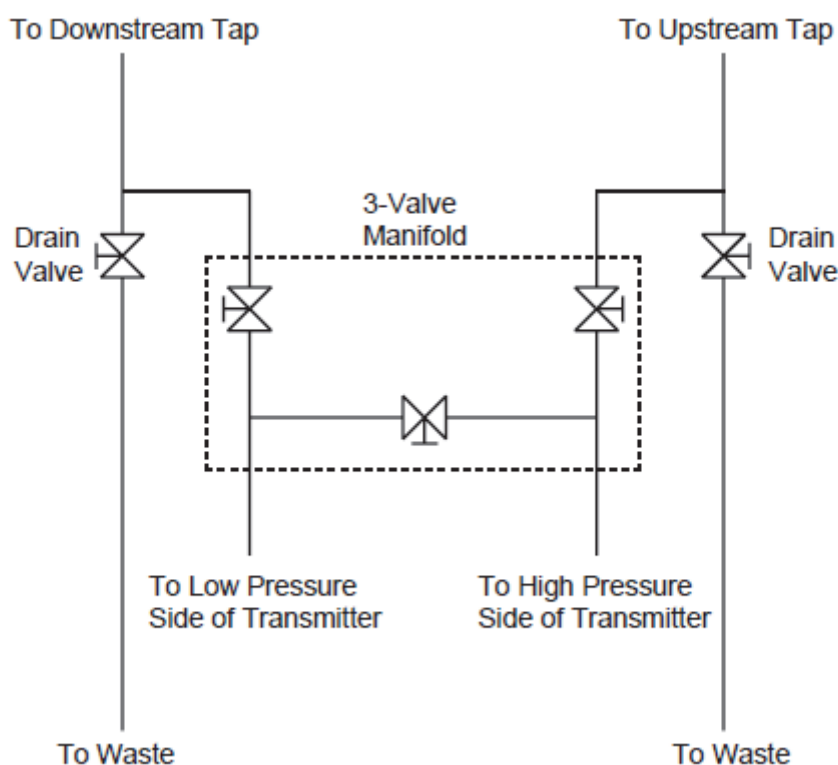 To Downstream Tap
To Upstream Tap
3-Valve
Manifold
Drain
Valve
Drain
Valve
To Low Pressure
Side of Transmitter
To High Pressure
Side of Transmitter
To Waste
To Waste